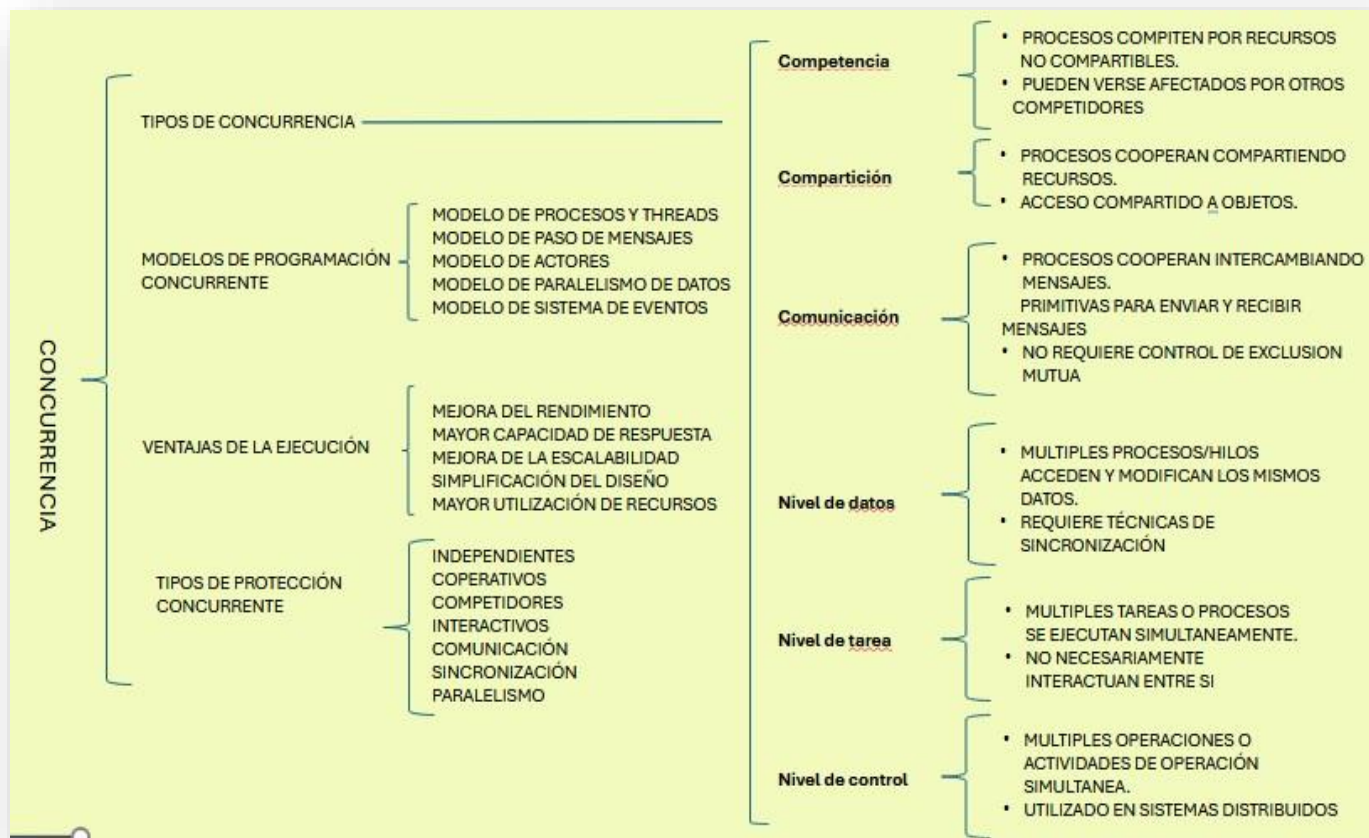 CONCURRENCIA
TIPOS DE CONCURRENCIA
MODELOS DE PROGRAMACIÓN
CONCURRENTE
MODELO DE PROCESOS Y THREADS
MODELO DE PASO DE MENSAJES
MODELO DE ACTORES
MODELO DE PARALELISMO DE DATOS
MODELO DE SISTEMA DE EVENTOS
VENTAJAS DE LA EJECUCIÓN
MEJORA DEL RENDIMIENTO
MAYOR CAPACIDAD DE RESPUESTA
MEJORA DE LA ESCALABILIDAD
SIMPLIFICACIÓN DEL DISEÑO
MAYOR UTILIZACIÓN DE RECURSOS
TIPOS DE PROTECCIÓN
CONCURRENTE
INDEPENDIENTES
COPERATIVOS
COMPETIDORES
INTERACTIVOS
COMUNICACIÓN
SINCRONIZACIÓN
PARALELISMO
Competencia
• PROCESOS COMPITEN POR RECURSOS
NO COMPARTIBLES.
• PUEDEN VERSE AFECTADOS POR OTROS
COMPETIDORES
Compartición
• PROCESOS COOPERAN COMPARTIENDO
RECURSOS.
• ACCESO COMPARTIDO A OBJETOS.
Comunicación
• PROCESOS COOPERAN INTERCAMBIANDO
MENSAJES.
PRIMITIVAS PARA ENVIAR Y RECIBIR
MENSAJES
• NO REQUIERE CONTROL DE EXCLUSION
MUTUA
Nivel de datos
• MULTIPLES PROCESOS/HILOS
ACCEDEN Y MODIFICAN LOS MISMOS
DATOS.
• REQUIERE TÉCNICAS DE
SINCRONIZACIÓN
Nivel de tarea
• MULTIPLES TAREAS O PROCESOS
SE EJECUTAN SIMULTANEAMENTE.
• NO NECESARIAMENTE
INTERACTUAN ENTRE SI
Nivel de control
• MULTIPLES OPERACIONES O
ACTIVIDADES DE OPERACIÓN
SIMULTANEA.
• UTILIZADO EN SISTEMAS DISTRIBUIDOS